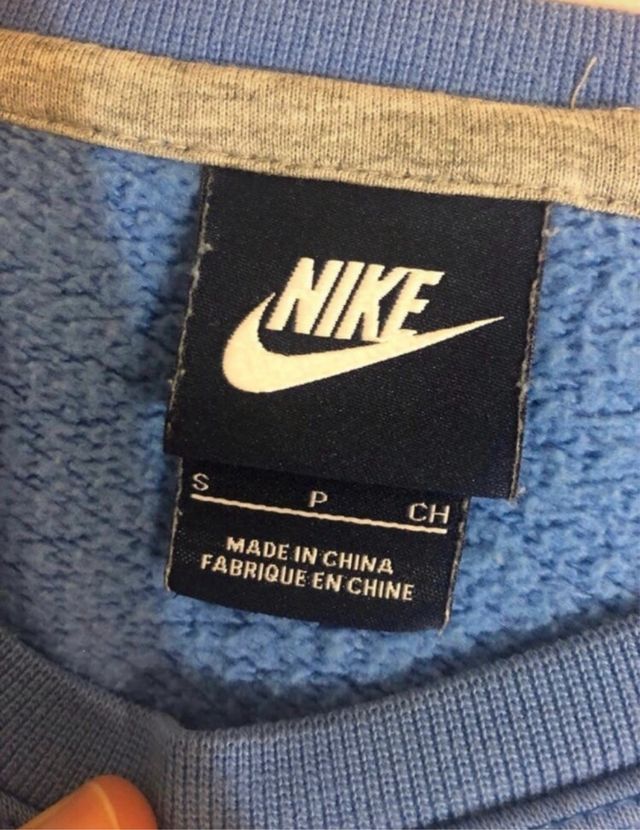 NIKE
S P CH
MADE IN CHINA
FABRIQUE EN CHINE